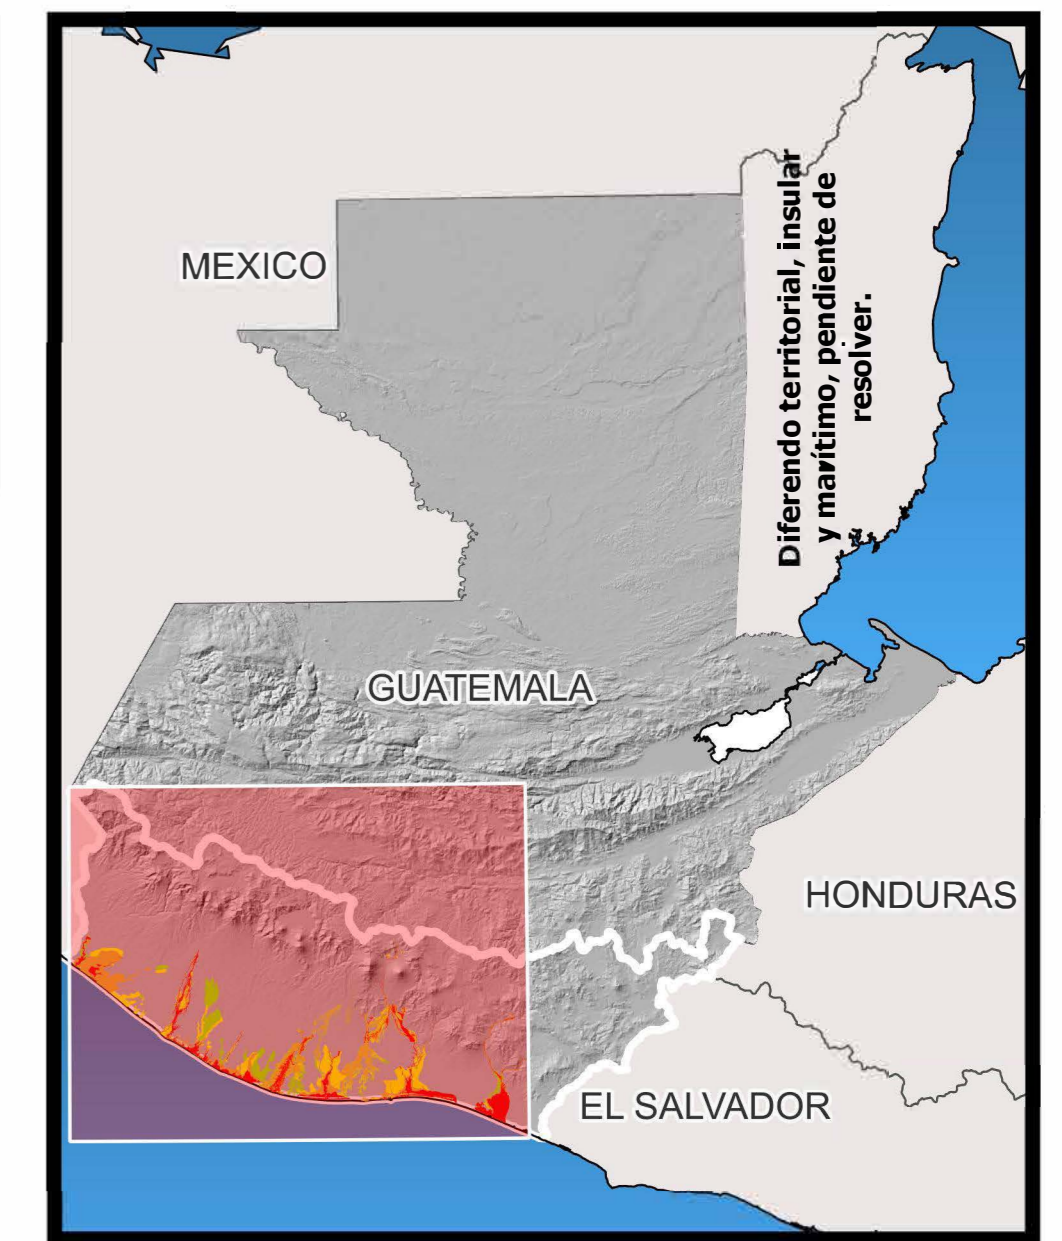 MEXICO
Diferendo territorial, insular
y marítimo, pendiente de
resolver.
GUATEMALA
HONDURAS
EL SALVADOR